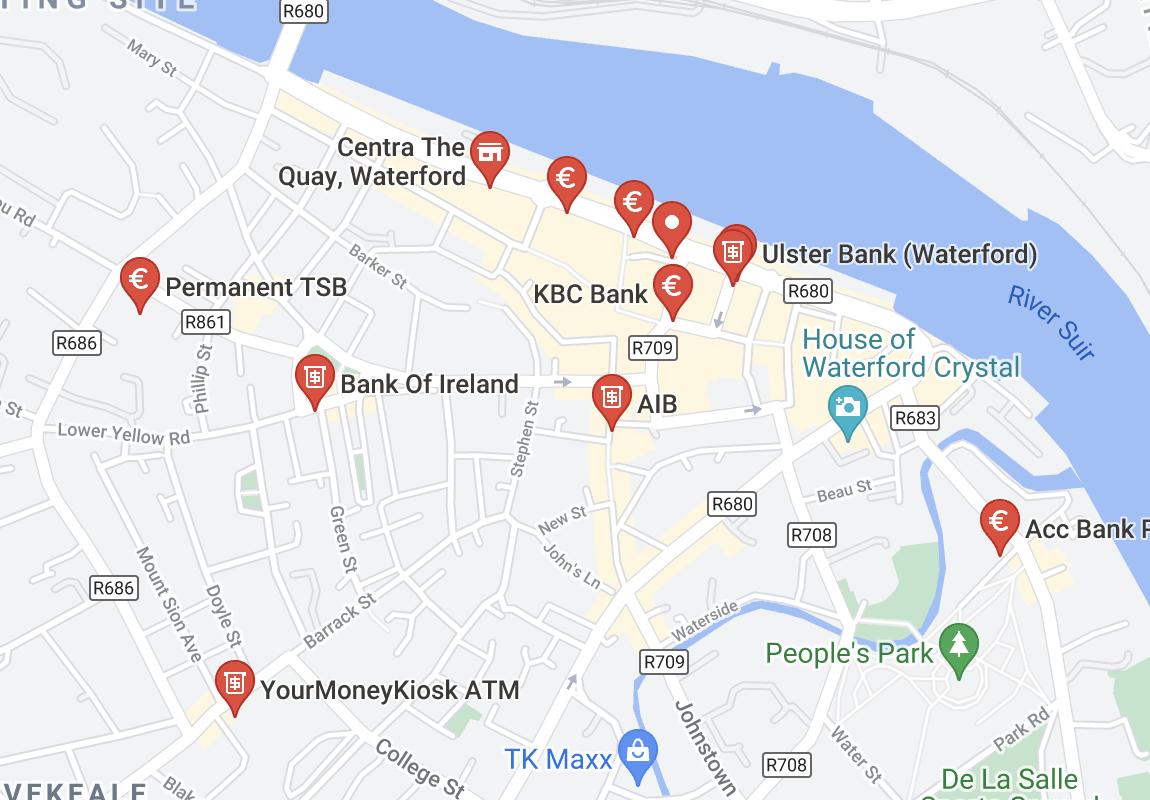 TING SITE
R680
Mary St
Centra The
Quay, Waterford
ou Rd
Barker St
Ulster Bank (Waterford)
Permanent TSB
KBC Bank
R680
River Suir
R861
R686
R709
House of
Waterford Crystal
Phillip St
Bank Of Ireland
AIB
n St
R683
Lower Yellow Rd
Stephen St
Beau St
R680
New St
Acc Bank
R708
Green St
John's Ln
R686
Mount Sion Ave
Doyle St
Barrack St
Waterside
People's Park
R709
YourMoneyKiosk ATM
Johnstown
Park Rd
Water St
College St
TK Maxx
R708
De La Salle
Blak